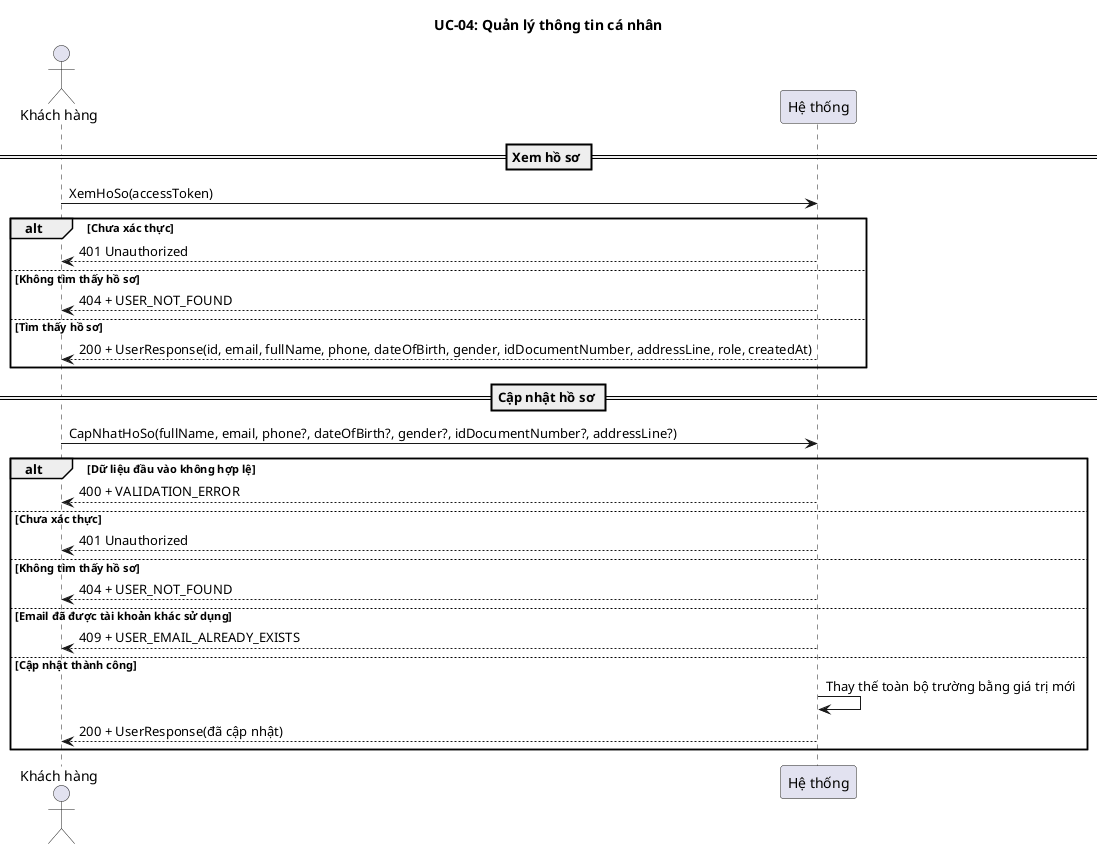 UC-04: Quản lý thông tin cá nhân
Khách hàng
Hệ thống
Xem hồ sơ
XemHoSo(accessToken)
alt [Chưa xác thực]
401 Unauthorized
[Không tìm thấy hồ sơ]
404 + USER_NOT_FOUND
[Tìm thấy hồ sơ]
200 + UserResponse(id, email, fullName, phone, dateOfBirth, gender, idDocumentNumber, addressLine, role, createdAt)
Cập nhật hồ sơ
CapNhatHoSo(fullName, email, phone?, dateOfBirth?, gender?, idDocumentNumber?, addressLine?)
alt [Dữ liệu đầu vào không hợp lệ]
400 + VALIDATION_ERROR
[Chưa xác thực]
401 Unauthorized
[Không tìm thấy hồ sơ]
404 + USER_NOT_FOUND
[Email đã được tài khoản khác sử dụng]
409 + USER_EMAIL_ALREADY_EXISTS
[Cập nhật thành công]
Thay thế toàn bộ trường bằng giá trị mới
200 + UserResponse(đã cập nhật)
Khách hàng
Hệ thống